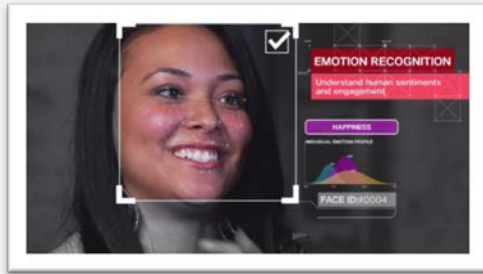 EMOTION RECOGNITION
Understand human sentiments
and engagement
HAPPINESS
INDIVIDUAL EMOTION PROFILE
FACE ID:#0004